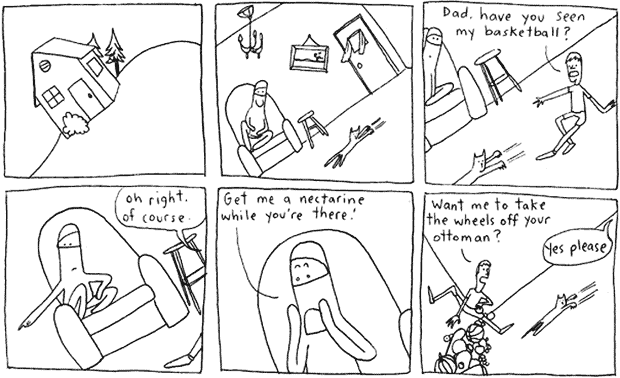 Dad, have you seen
my basketball?
oh right.
of course.
Get me a nectarine
while you're there!
Want me to take
the wheels off your
ottoman?
Yes please